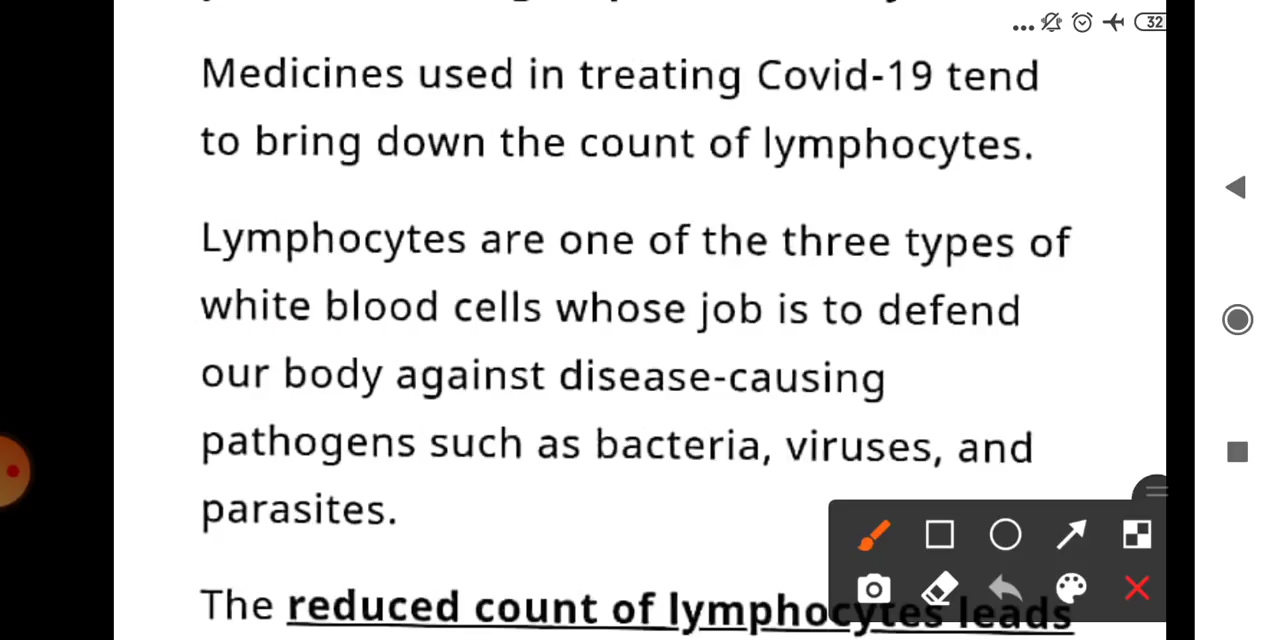 32
Medicines used in treating Covid-19 tend
to bring down the count of lymphocytes.
Lymphocytes are one of the three types of
white blood cells whose job is to defend
our body against disease-causing
pathogens such as bacteria, viruses, and
parasites.
The reduced count of lymphocytes leads